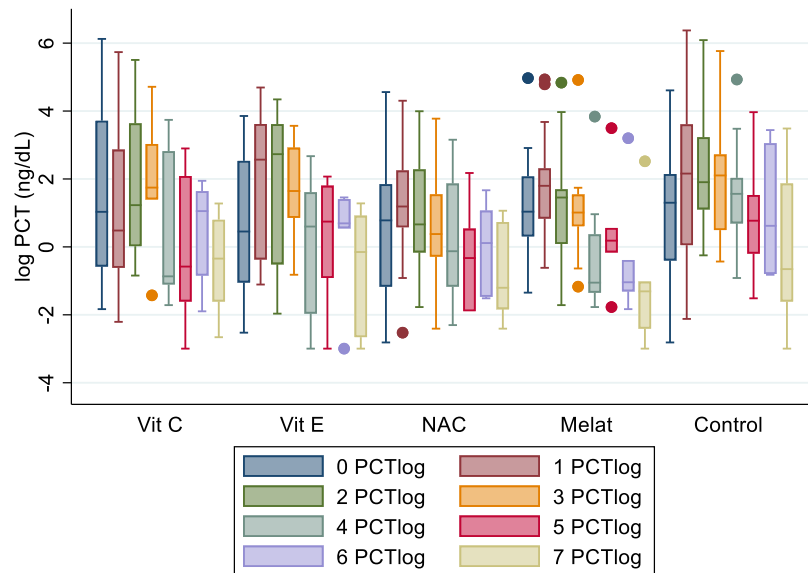 log PCT (ng/dL)
6
4
2
0
-2
-4
Vit C Vit E NAC Melat Control
0 PCTlog 1 PCTlog
2 PCTlog 3 PCTlog
4 PCTlog 5 PCTlog
6 PCTlog 7 PCTlog